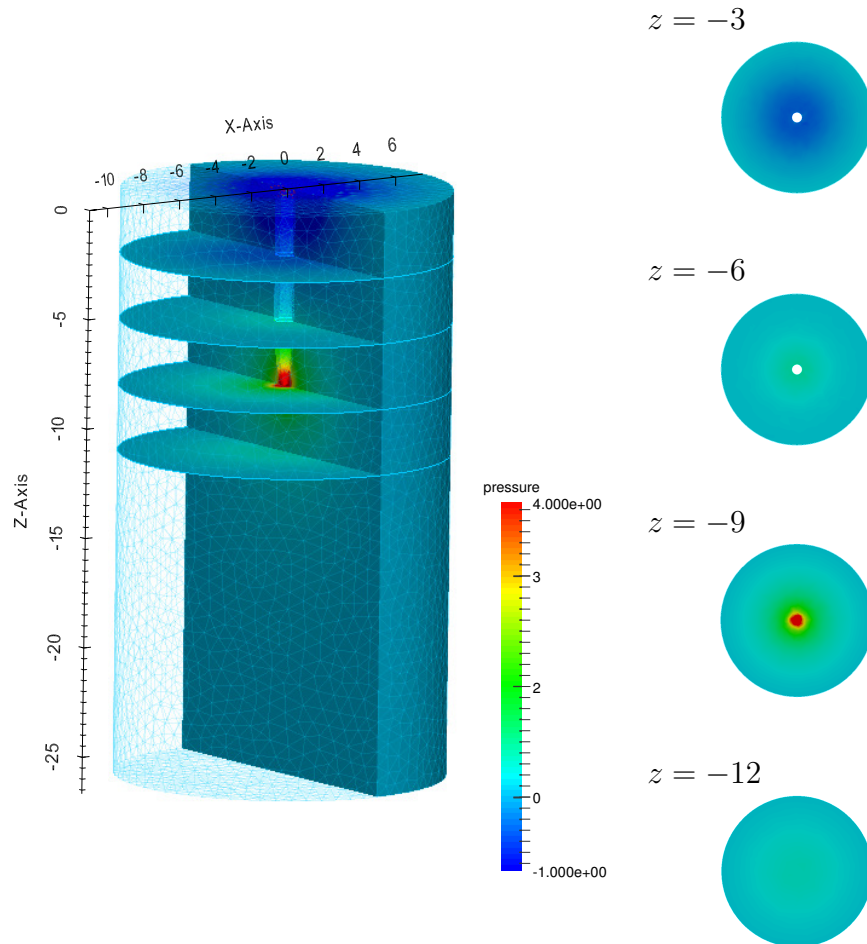 z = −3
X-Axis
-10 -8 -6 -4 -2 0 2 4 6
0
-5
-10
-15
-20
-25
Z-Axis
z = −6
z = −9
z = −12
pressure
4.000e+00
3
2
0
-1.000e+00